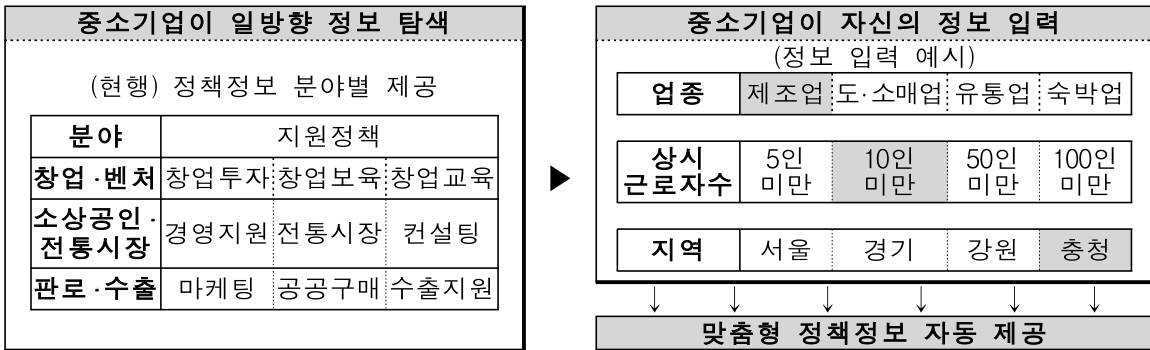 중소기업이 일방향 정보 탐색
(현행) 정책정보 분야별 제공
분야 지원정책
창업·벤처 창업투자 창업보육 창업교육
소상공인·
전통시장 경영지원 전통시장 컨설팅
판로·수출 마케팅 공공구매 수출지원
▶
중소기업이 자신의 정보 입력
(정보 입력 예시)
업종 제조업 도·소매업 유통업 숙박업
상시 5인 10인 50인 100인
근로자수 미만 미만 미만 미만
지역 서울 경기 강원 충청
↓ ↓ ↓ ↓ ↓ ↓
맞춤형 정책정보 자동 제공